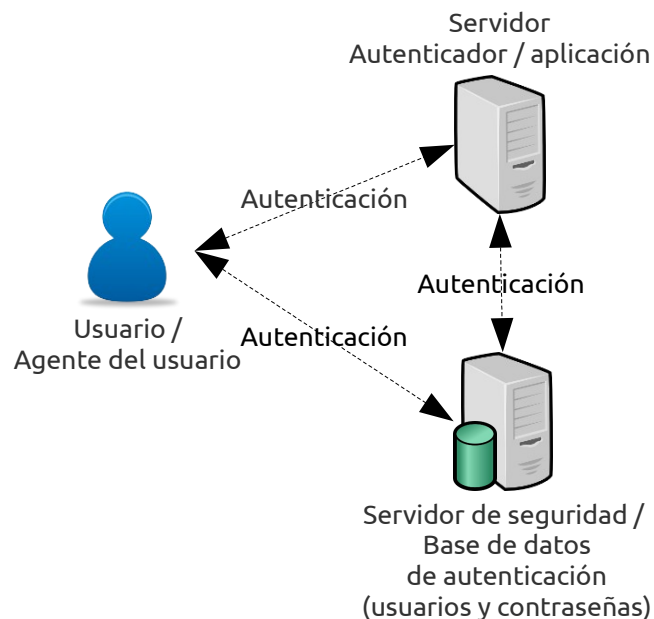 Servidor
Autenticador / aplicación
Autenticación
Autenticación
Usuario /
Agente del usuario
Autenticación
Servidor de seguridad /
Base de datos
de autenticación
(usuarios y contraseñas)